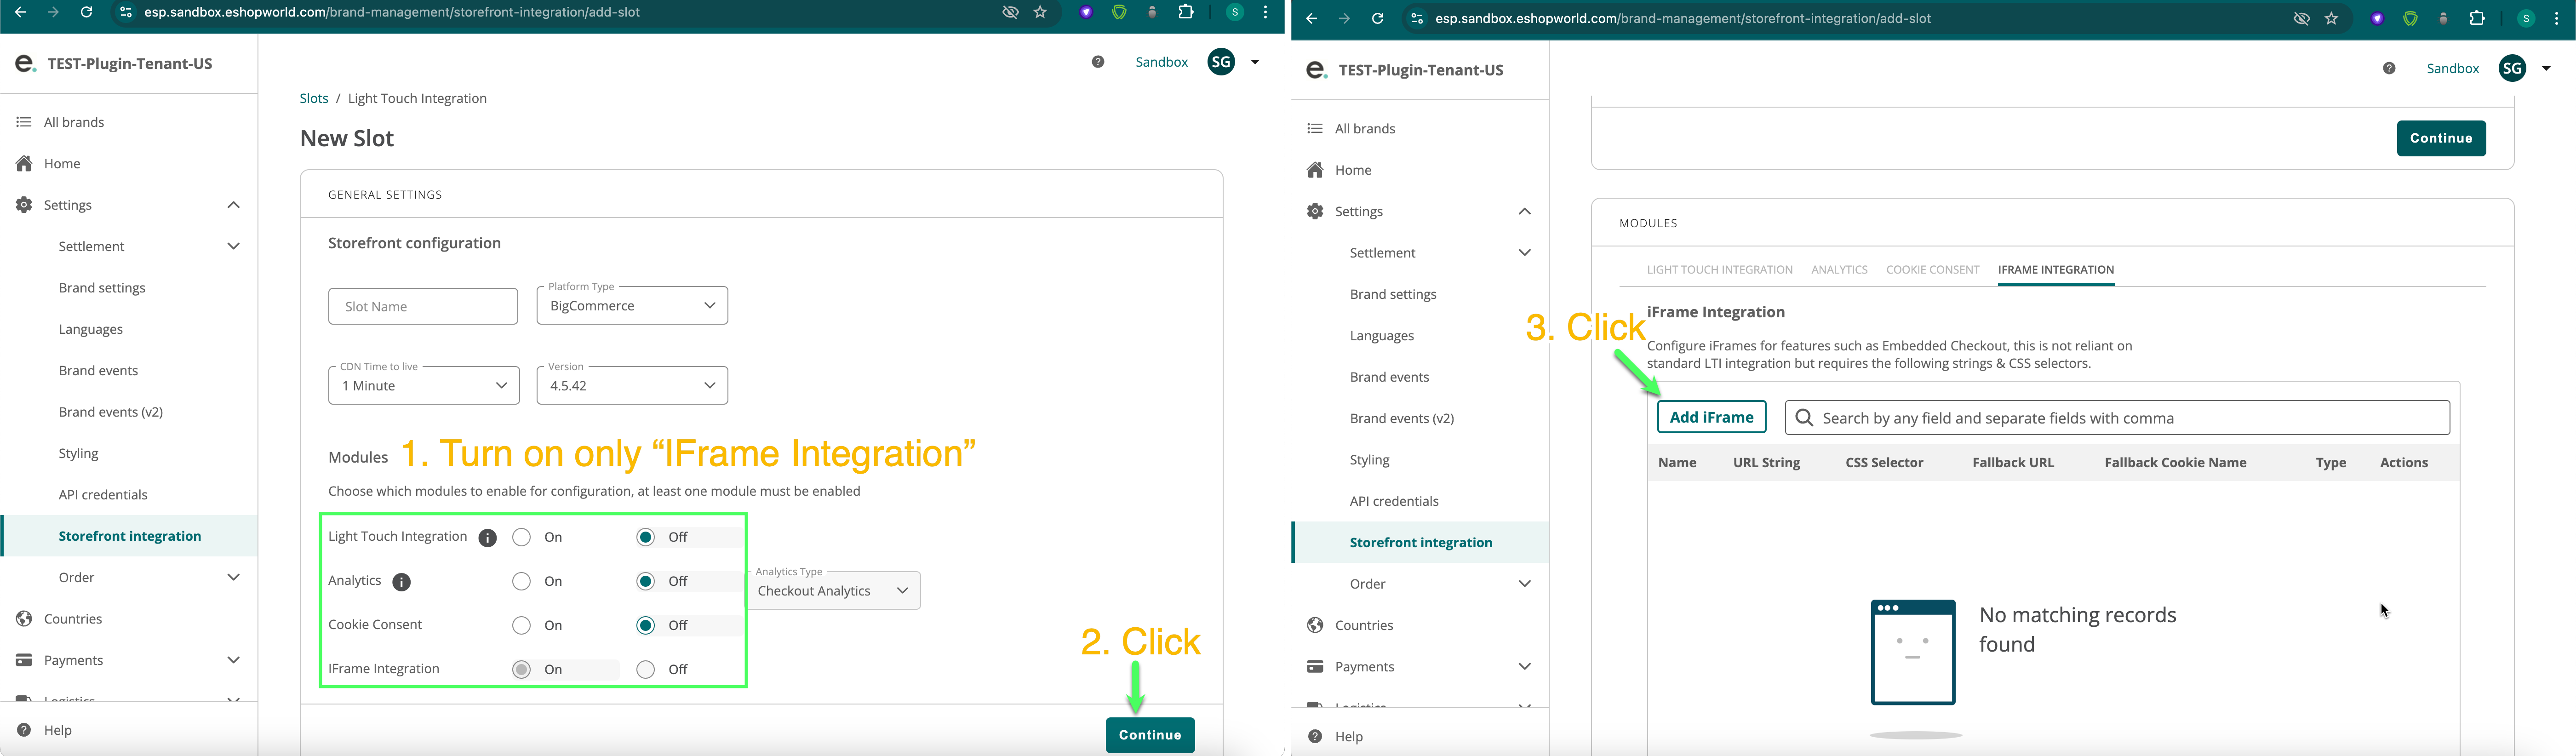 esp.sandbox.eshopworld.com/brand-management/storefront-integration/add-slot
S
e. TEST-Plugin-Tenant-US
Sandbox SG
All brands
Home
Settings
Settlement
Brand settings
Languages
Brand events
Brand events (v2)
Styling
API credentials
Storefront integration
Order
Countries
Payments
Logistics
Help
Slots / Light Touch Integration
New Slot
GENERAL SETTINGS
Storefront configuration
Slot Name
Platform Type
BigCommerce
CDN Time to live
1 Minute
Version
4.5.42
Modules
1. Turn on only “IFrame Integration”
Choose which modules to enable for configuration, at least one module must be enabled
Light Touch Integration On Off
Analytics On Off
Analytics Type
Checkout Analytics
Cookie Consent On Off
IFrame Integration On Off
2. Click
Continue
esp.sandbox.eshopworld.com/brand-management/storefront-integration/add-slot
S
e. TEST-Plugin-Tenant-US
Sandbox SG
All brands
Home
Settings
Settlement
Brand settings
Languages
Brand events
Brand events (v2)
Styling
API credentials
Storefront integration
Order
Countries
Payments
Logistics
Help
Continue
MODULES
LIGHT TOUCH INTEGRATION ANALYTICS COOKIE CONSENT IFRAME INTEGRATION
iFrame Integration
3. Click
Configure iFrames for features such as Embedded Checkout, this is not reliant on
standard LTI integration but requires the following strings & CSS selectors.
Add iFrame
Search by any field and separate fields with comma
Name URL String CSS Selector Fallback URL Fallback Cookie Name Type Actions
No matching records
found